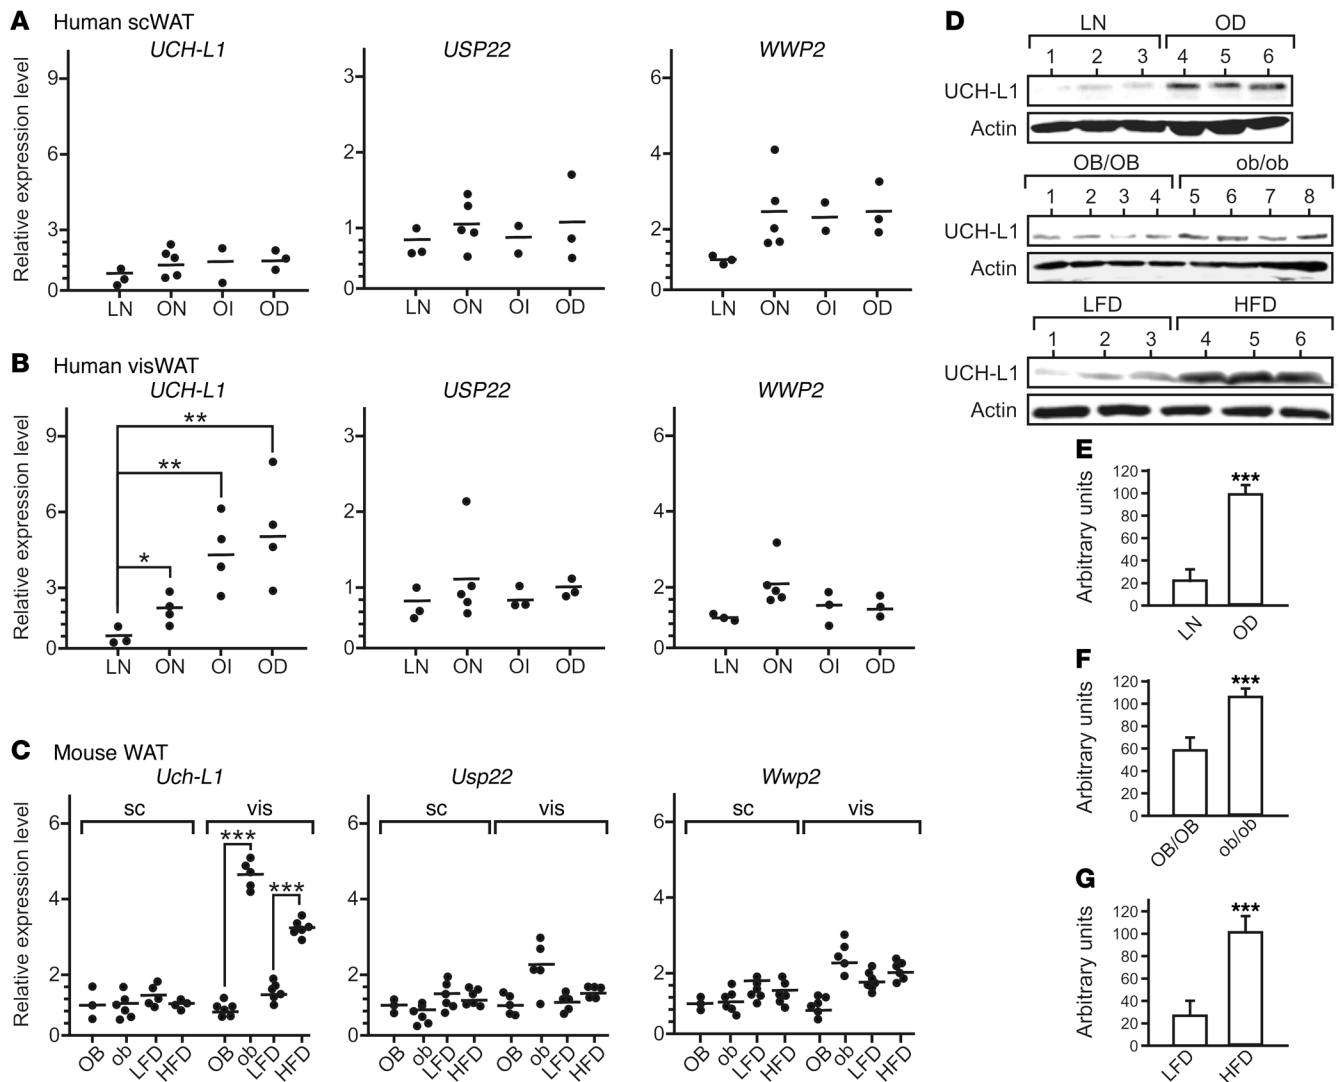 A Human scWAT
UCH-L1 USP22 WWP2
Relative expression level
9 6 3 0
3 2 1 0
6 4 2 0
LN ON OI OD
LN ON OI OD
LN ON OI OD
B Human visWAT
UCH-L1 USP22 WWP2
Relative expression level
9 6 3 0
** ** *
3 2 1 0
6 4 2 0
LN ON OI OD
LN ON OI OD
LN ON OI OD
C Mouse WAT
Uch-L1 Usp22 Wwp2
Relative expression level
sc vis
*** ***
6 4 2 0
OB ob LFD HFD OB ob LFD HFD
sc vis
6 4 2 0
OB ob LFD HFD OB ob LFD HFD
sc vis
6 4 2 0
OB ob LFD HFD OB ob LFD HFD
D
LN OD
1 2 3 4 5 6
UCH-L1
Actin
OB/OB ob/ob
1 2 3 4 5 6 7 8
UCH-L1
Actin
LFD HFD
1 2 3 4 5 6
UCH-L1
Actin
E
Arbitrary units
120 100 80 60 40 20 0
***
LN OD
F
Arbitrary units
120 100 80 60 40 20 0
***
OB/OB ob/ob
G
Arbitrary units
120 100 80 60 40 20 0
***
LFD HFD